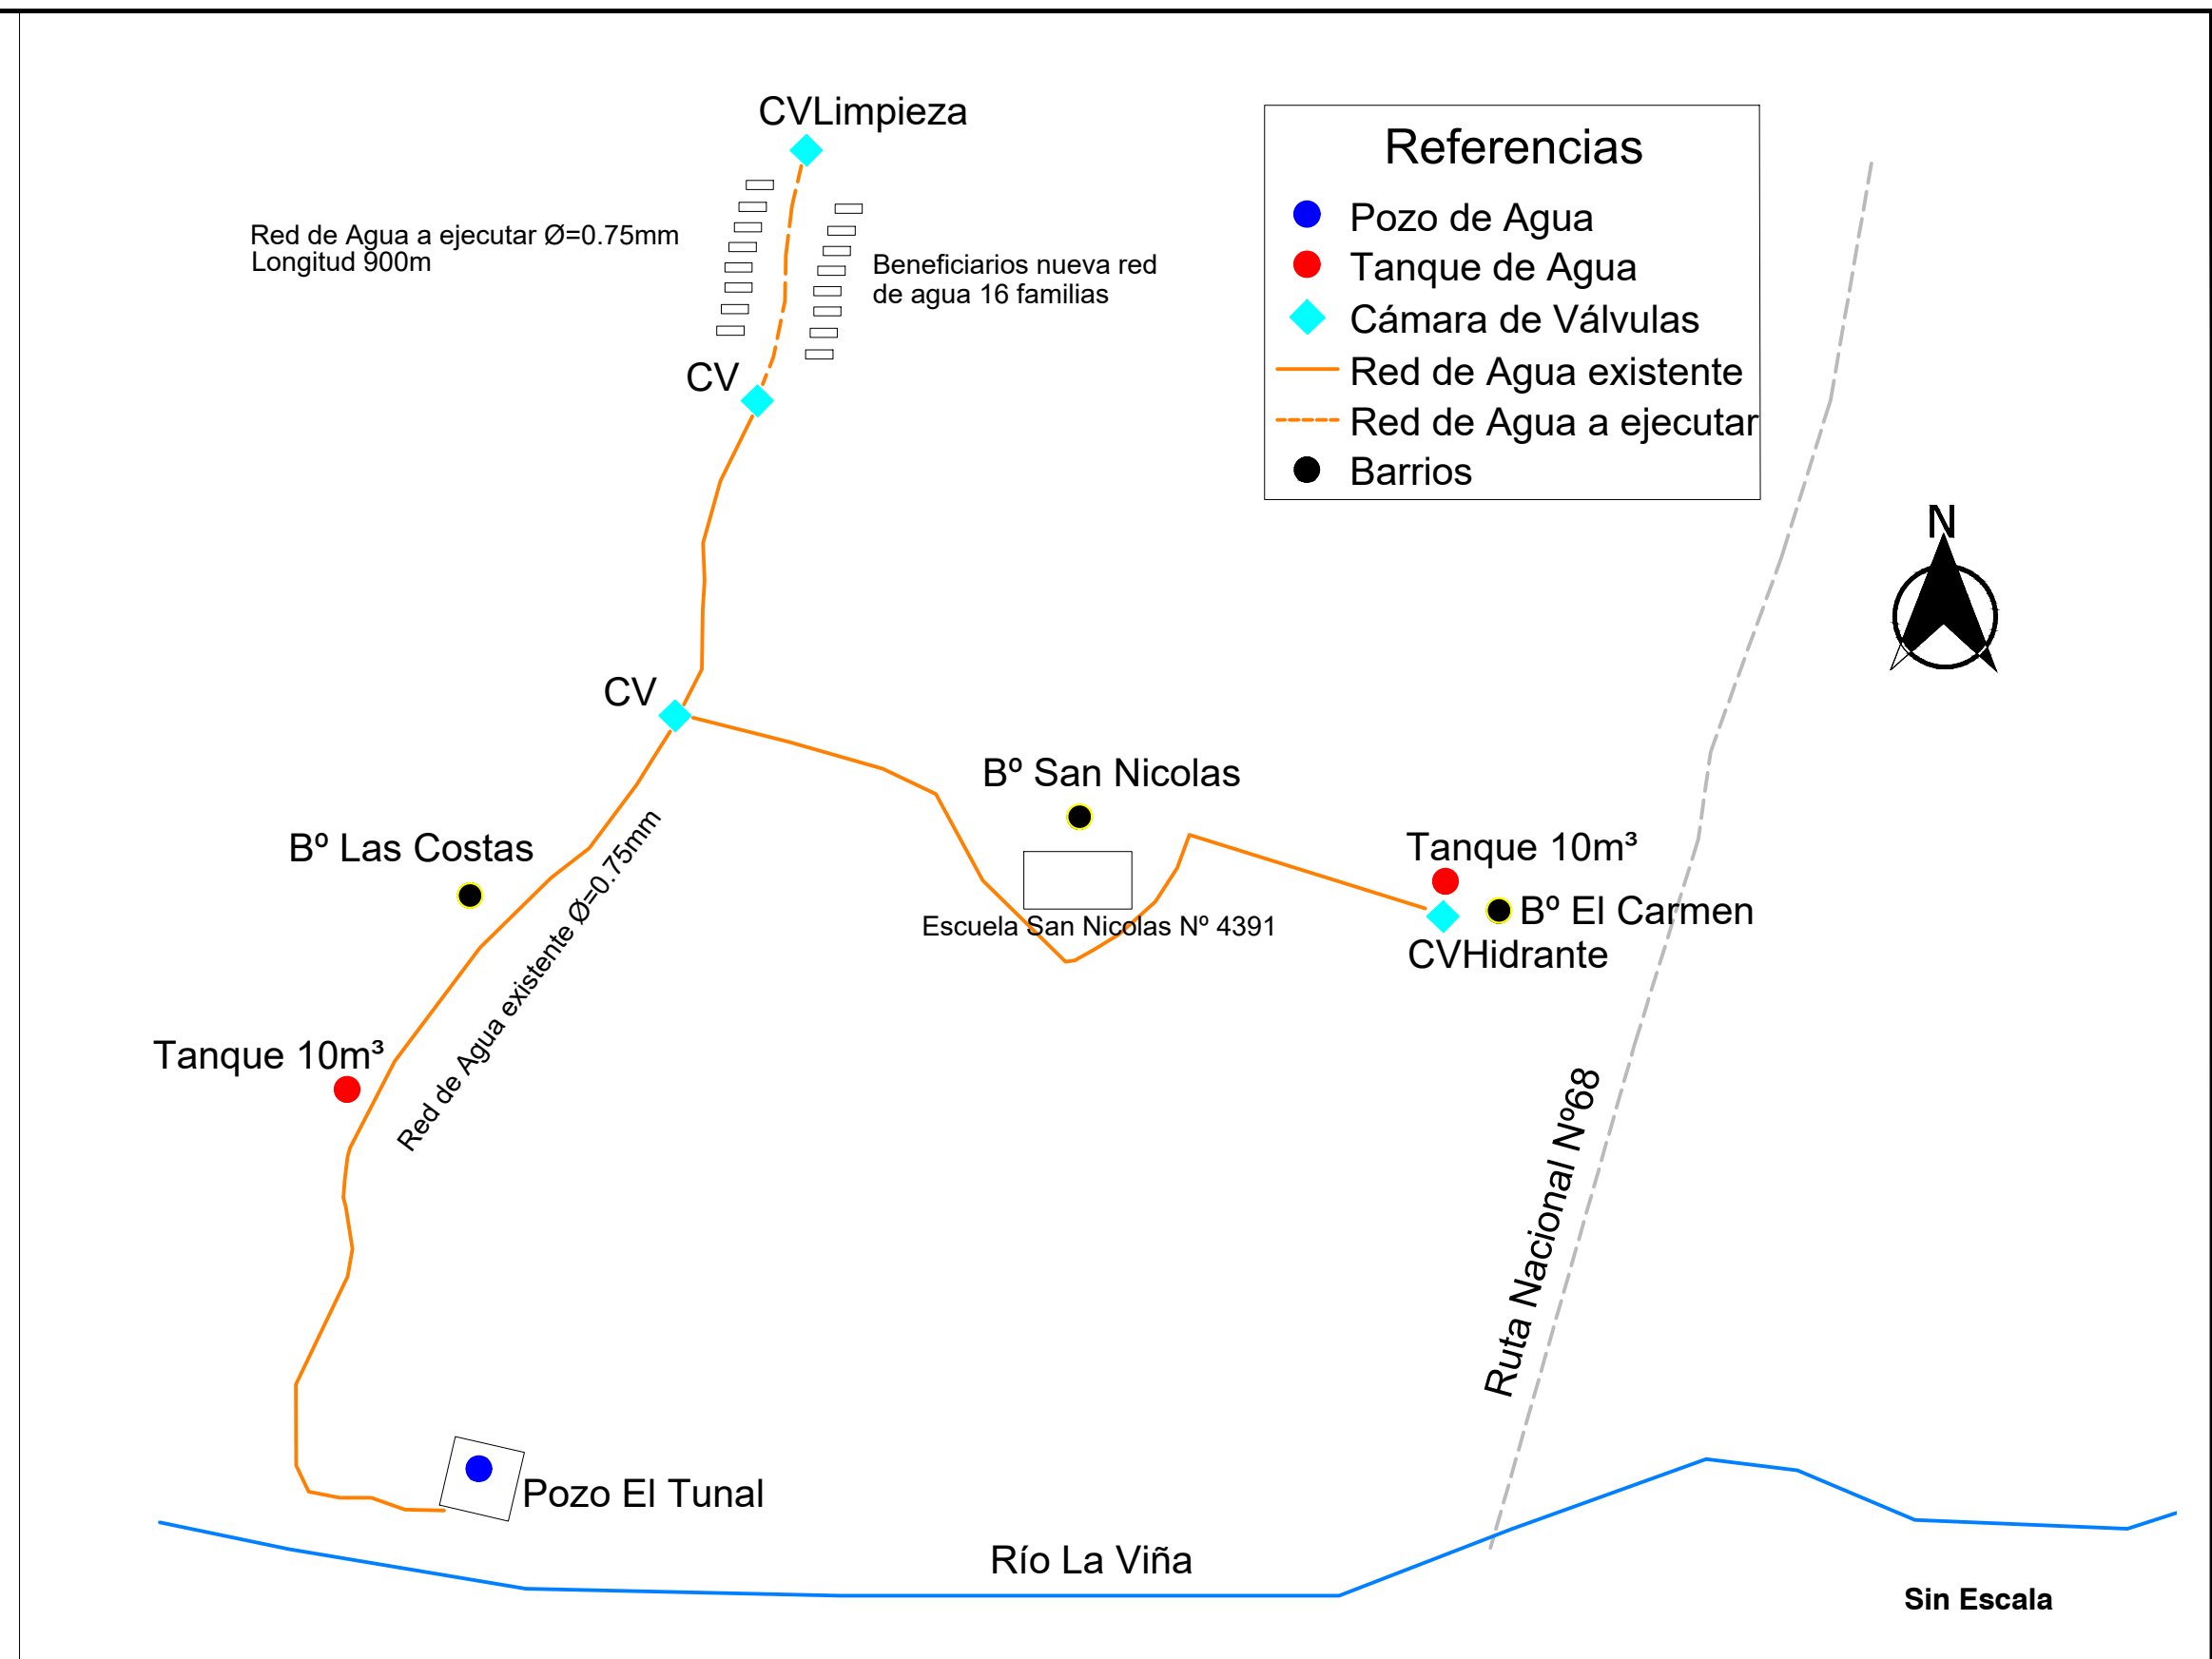 CVLimpieza
Referencias
Pozo de Agua
Tanque de Agua
Cámara de Válvulas
Red de Agua existente
Red de Agua a ejecutar
Barrios
Red de Agua a ejecutar Ø=0.75mm
Longitud 900m
Beneficiarios nueva red
de agua 16 familias
CV
N
CV
Bº San Nicolas
Bº Las Costas
Tanque 10m³
Bº El Carmen
Escuela San Nicolas Nº 4391
CVHidrante
Red de Agua existente Ø=0.75mm
Tanque 10m³
Ruta Nacional Nº68
Pozo El Tunal
Río La Viña
Sin Escala